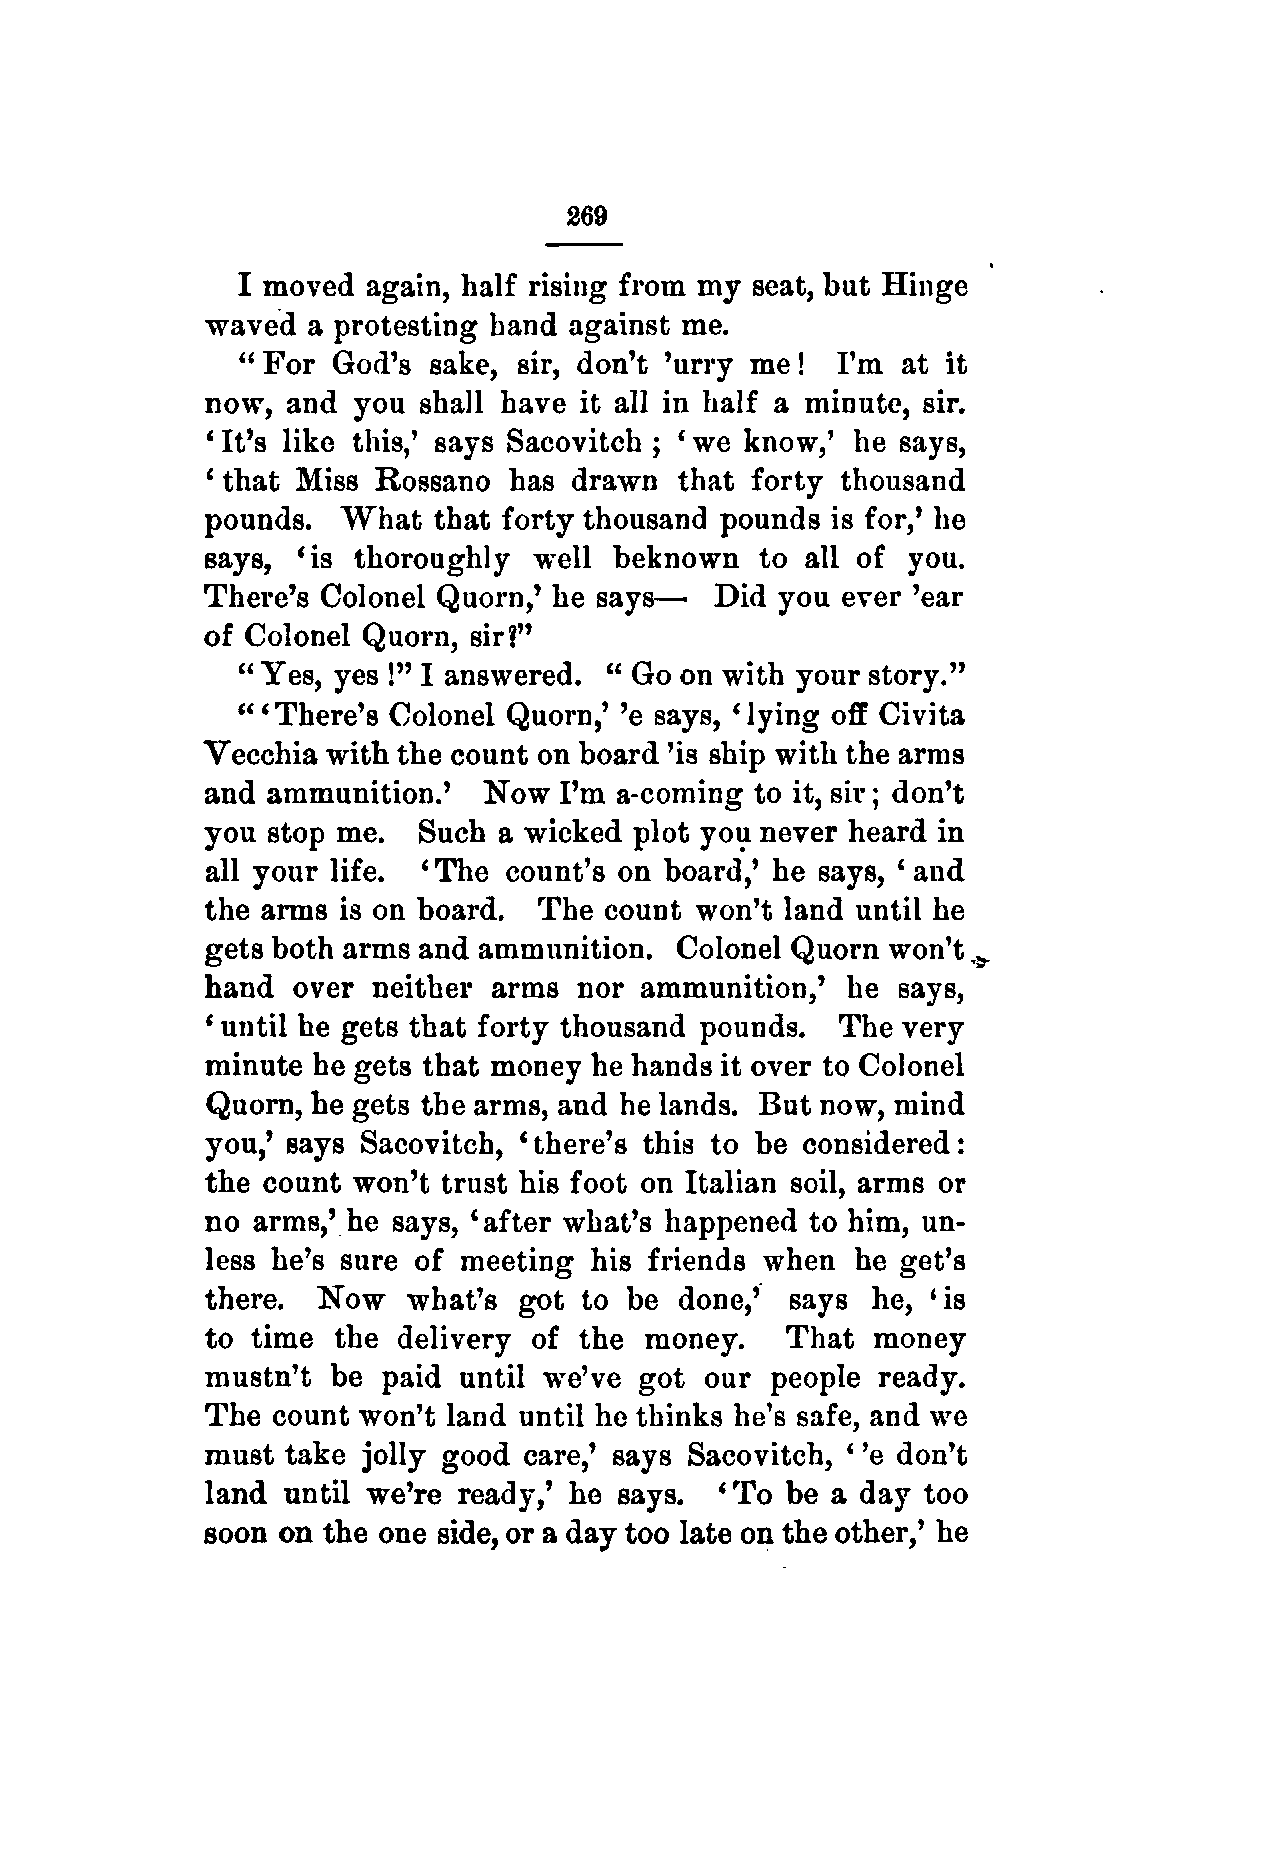 269
I moved again, half rising from my seat, but Hinge
waved a protesting hand against me.
“For God’s sake, sir, don’t ’urry me! I’m at it
now, and you shall have it all in half a minute, sir.
‘It’s like this,’ says Sacovitch; ‘we know,’ he says,
‘that Miss Rossano has drawn that forty thousand
pounds. What that forty thousand pounds is for,’ he
says, ‘is thoroughly well beknown to all of you.
There’s Colonel Quorn,’ he says— Did you ever ’ear
of Colonel Quorn, sir?”
“Yes, yes!” I answered. “Go on with your story.”
“‘There’s Colonel Quorn,’ ’e says, ‘lying off Civita
Vecchia with the count on board ’is ship with the arms
and ammunition.’ Now I’m a-coming to it, sir; don’t
you stop me. Such a wicked plot you never heard in
all your life. ‘The count’s on board,’ he says, ‘and
the arms is on board. The count won’t land until he
gets both arms and ammunition. Colonel Quorn won’t
hand over neither arms nor ammunition,’ he says,
‘until he gets that forty thousand pounds. The very
minute he gets that money he hands it over to Colonel
Quorn, he gets the arms, and he lands. But now, mind
you,’ says Sacovitch, ‘there’s this to be considered:
the count won’t trust his foot on Italian soil, arms or
no arms,’ he says, ‘after what’s happened to him, un-
less he’s sure of meeting his friends when he get’s
there. Now what’s got to be done,’ says he, ‘is
to time the delivery of the money. That money
mustn’t be paid until we’ve got our people ready.
The count won’t land until he thinks he’s safe, and we
must take jolly good care,’ says Sacovitch, ‘’e don’t
land until we’re ready,’ he says. ‘To be a day too
soon on the one side, or a day too late on the other,’ he